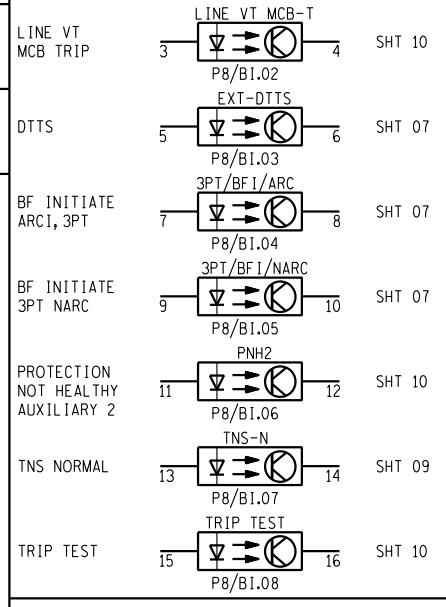 LINE VT MCB-T
LINE VT
MCB TRIP
3
4
SHT 10
P8/BI.02
EXT-DTTS
DTTS
5
6
SHT 07
P8/BI.03
3PT/BFI/ARC
BF INITIATE
ARCI,3PT
7
8
SHT 07
P8/BI.04
3PT/BFI/NARC
BF INITIATE
3PT NARC
9
10
SHT 07
P8/BI.05
PNH2
PROTECTION
NOT HEALTHY
AUXILIARY 2
11
12
SHT 10
P8/BI.06
TNS-N
TNS NORMAL
13
14
SHT 09
P8/BI.07
TRIP TEST
TRIP TEST
15
16
SHT 10
P8/BI.08